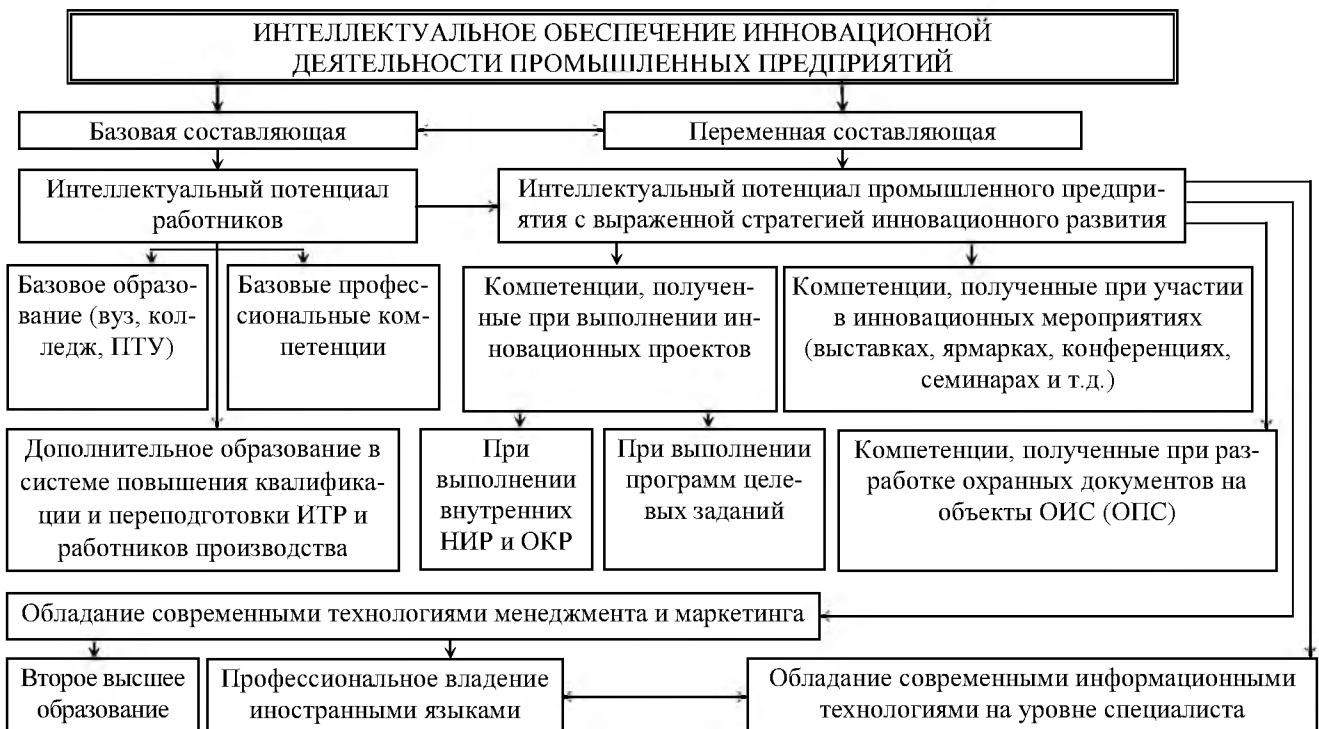 ИНТЕЛЛЕКТУАЛЬНОЕ ОБЕСПЕЧЕНИЕ ИННОВАЦИОННОЙ
ДЕЯТЕЛЬНОСТИ ПРОМЫШЛЕННЫХ ПРЕДПРИЯТИЙ
Базовая составляющая
Переменная составляющая
Интеллектуальный потенциал
работников
Интеллектуальный потенциал промышленного предпри-
ятия с выраженной стратегией инновационного развития
Базовое образо-
вание (вуз, кол-
ледж, ПТУ)
Базовые профес-
сиональные ком-
петенции
Компетенции, получен-
ные при выполнении ин-
новационных проектов
Компетенции, полученные при участии
в инновационных мероприятиях
(выставках, ярмарках, конференциях,
семинарах и т.д.)
Дополнительное образование в
системе повышения квалифика-
ции и переподготовки ИТР и
работников производства
При
выполнении
внутренних
НИР и ОКР
При выполнении
программ целе-
вых заданий
Компетенции, полученные при раз-
работке охранных документов на
объекты ОИС (ОПС)
Обладание современными технологиями менеджмента и маркетинга
Второе высшее
образование
Профессиональное владение
иностранными языками
Обладание современными информационными
технологиями на уровне специалиста